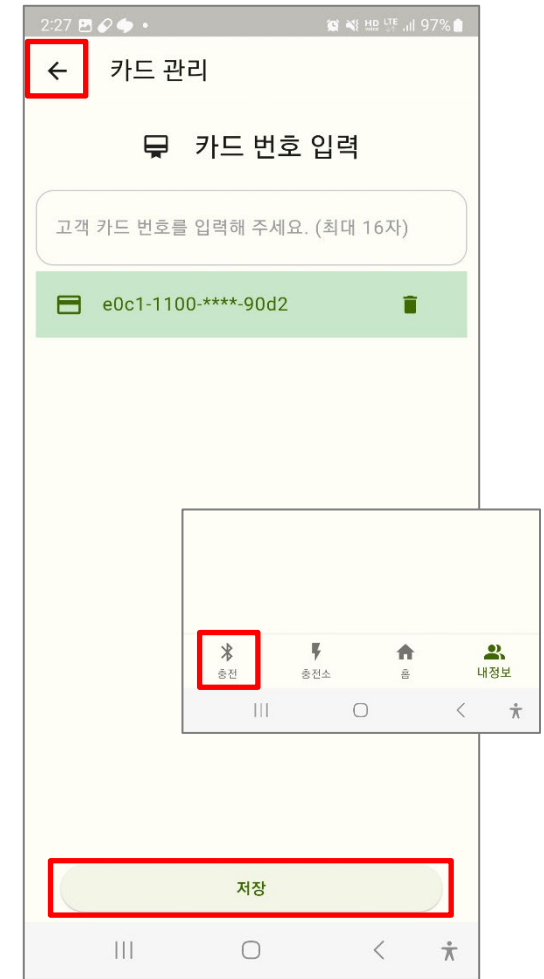 2:27
HD LTE 97%
카드 관리
카드 번호 입력
고객 카드 번호를 입력해 주세요. (최대 16자)
e0c1-1100-****-90d2
충전 충전소 홈 내정보
저장